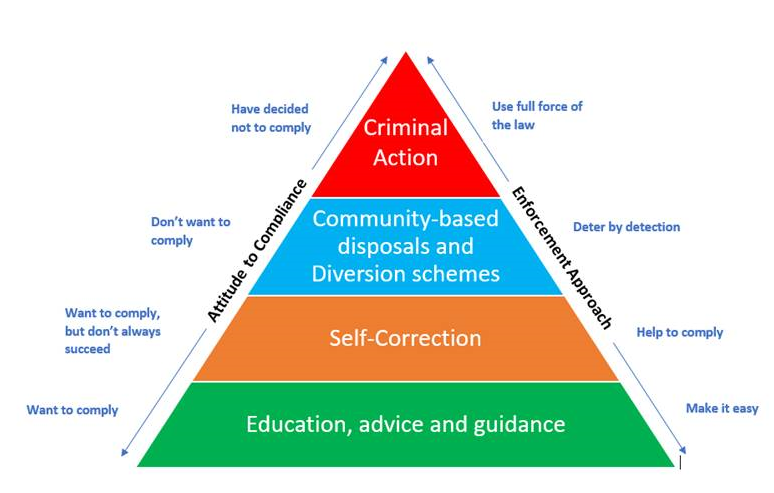 Have decided
not to comply
Use full force of
the law
Criminal
Action
Attitude to Compliance
Enforcement Approach
Don’t want to
comply
Community-based
disposals and
Diversion schemes
Deter by detection
Want to comply,
but don’t always
succeed
Self-Correction
Help to comply
Want to comply
Education, advice and guidance
Make it easy